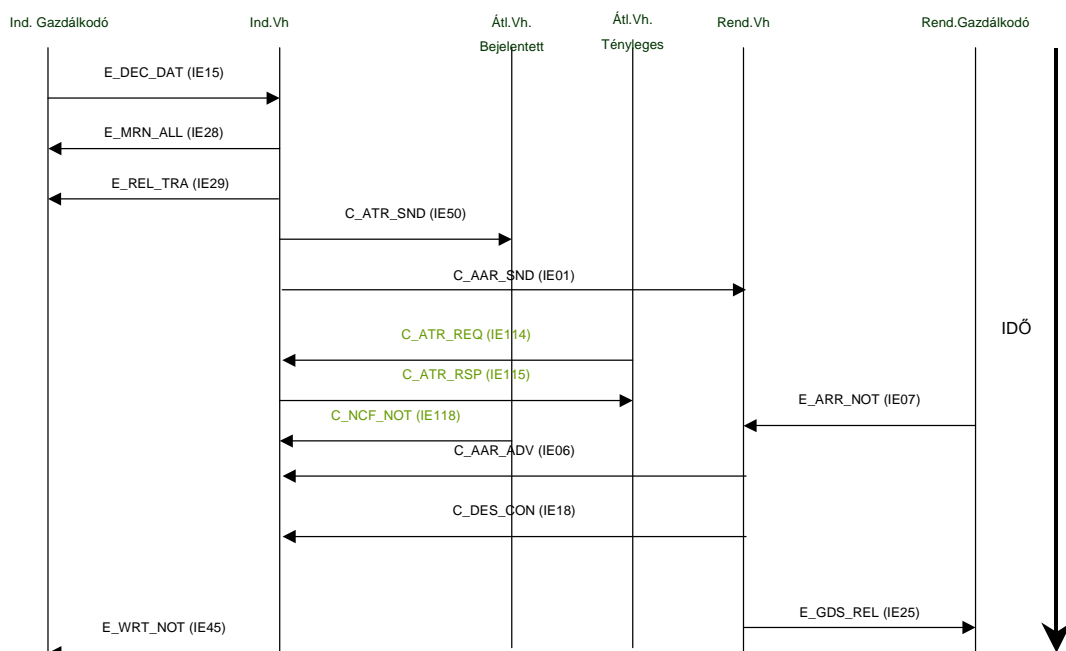 Ind. Gazdálkodó
Ind.Vh
Átl.Vh.
Bejelentett
Átl.Vh.
Tényleges
Rend.Vh
Rend.Gazdálkodó
E_DEC_DAT (IE15)
E_MRN_ALL (IE28)
E_REL_TRA (IE29)
C_ATR_SND (IE50)
C_AAR_SND (IE01)
IDŐ
C_ATR_REQ (IE114)
C_ATR_RSP (IE115)
E_ARR_NOT (IE07)
C_NCF_NOT (IE118)
C_AAR_ADV (IE06)
C_DES_CON (IE18)
E_GDS_REL (IE25)
E_WRT_NOT (IE45)